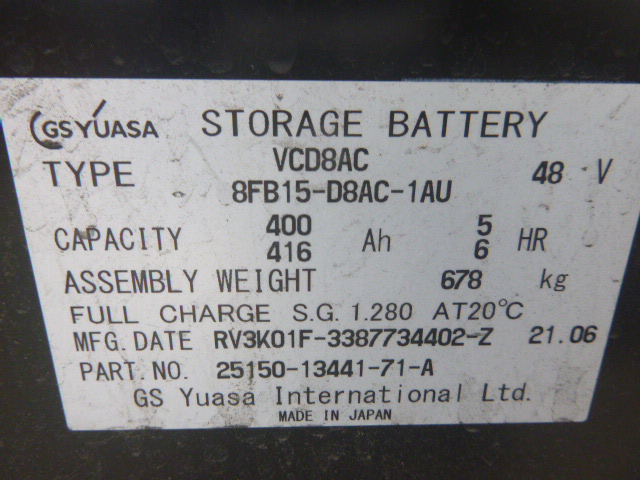 GS YUASA STORAGE BATTERY
TYPE VCD8AC 48 V
8FB15-D8AC-1AU
CAPACITY 400 Ah 5 HR
416 6
ASSEMBLY WEIGHT 678 kg
FULL CHARGE S.G. 1.280 AT20℃
MFG.DATE RV3K01F-3387734402-Z 21.06
PART.NO. 25150-13441-71-A
GS Yuasa International Ltd.
MADE IN JAPAN